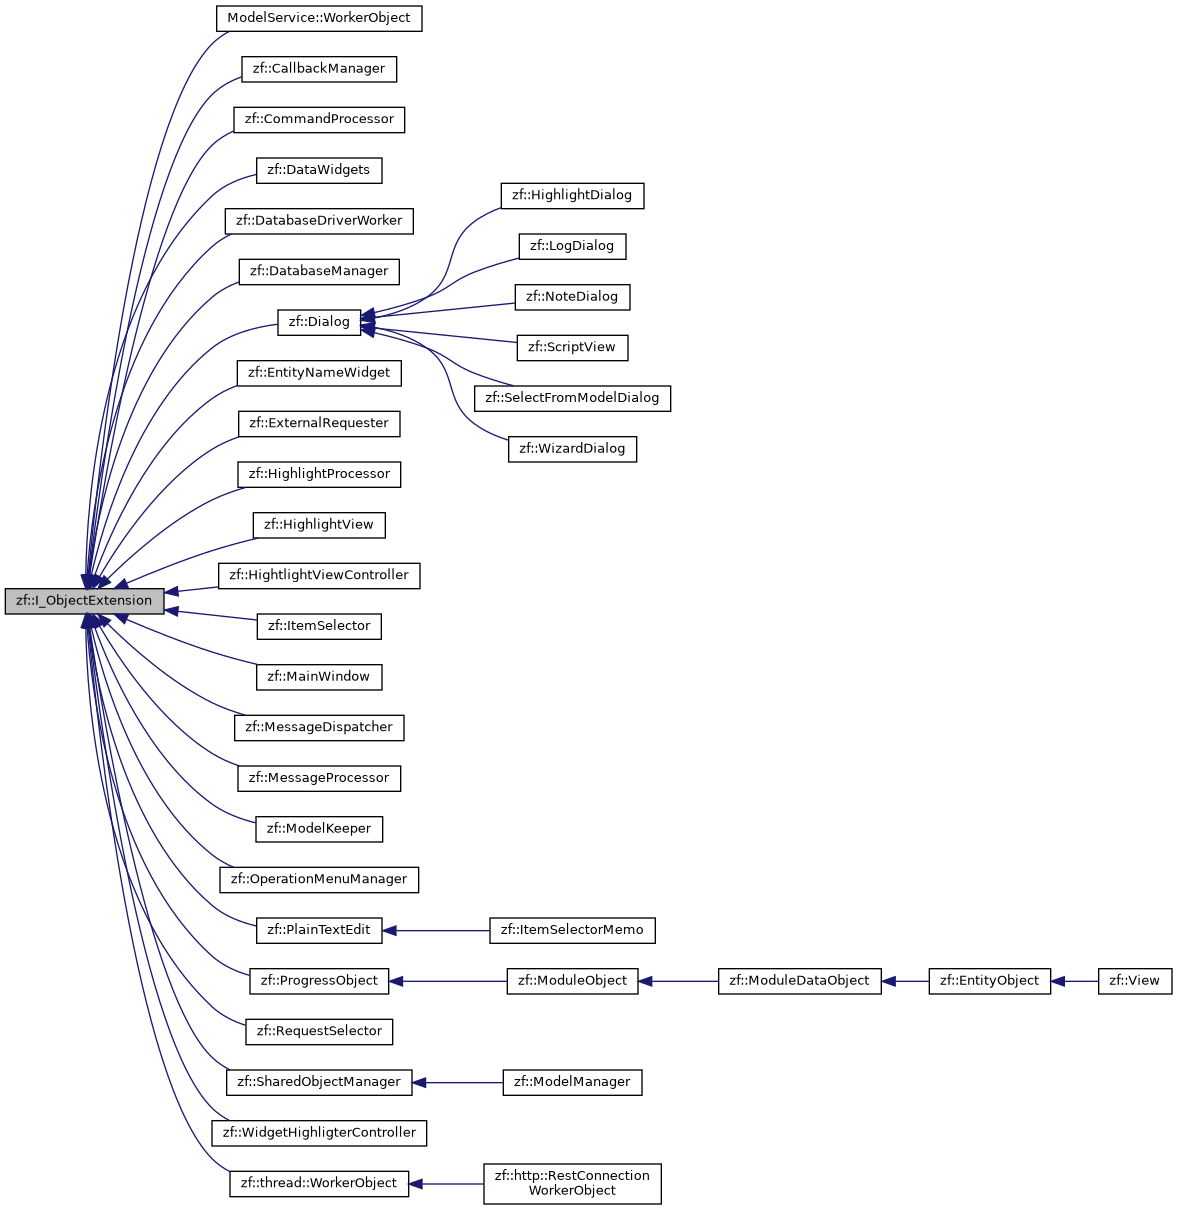 ModelService::WorkerObject
zf::CallbackManager
zf::CommandProcessor
zf::DataWidgets
zf::HighlightDialog
zf::DatabaseDriverWorker
zf::LogDialog
zf::DatabaseManager
zf::NoteDialog
zf::Dialog
zf::ScriptView
zf::EntityNameWidget
zf::SelectFromModelDialog
zf::ExternalRequester
zf::WizardDialog
zf::HighlightProcessor
zf::HighlightView
zf::HightlightViewController
zf::I_ObjectExtension
zf::ItemSelector
zf::MainWindow
zf::MessageDispatcher
zf::MessageProcessor
zf::ModelKeeper
zf::OperationMenuManager
zf::PlainTextEdit
zf::ItemSelectorMemo
zf::ProgressObject
zf::ModuleObject
zf::ModuleDataObject
zf::EntityObject
zf::View
zf::RequestSelector
zf::SharedObjectManager
zf::ModelManager
zf::WidgetHighligterController
zf::thread::WorkerObject
zf::http::RestConnection
WorkerObject